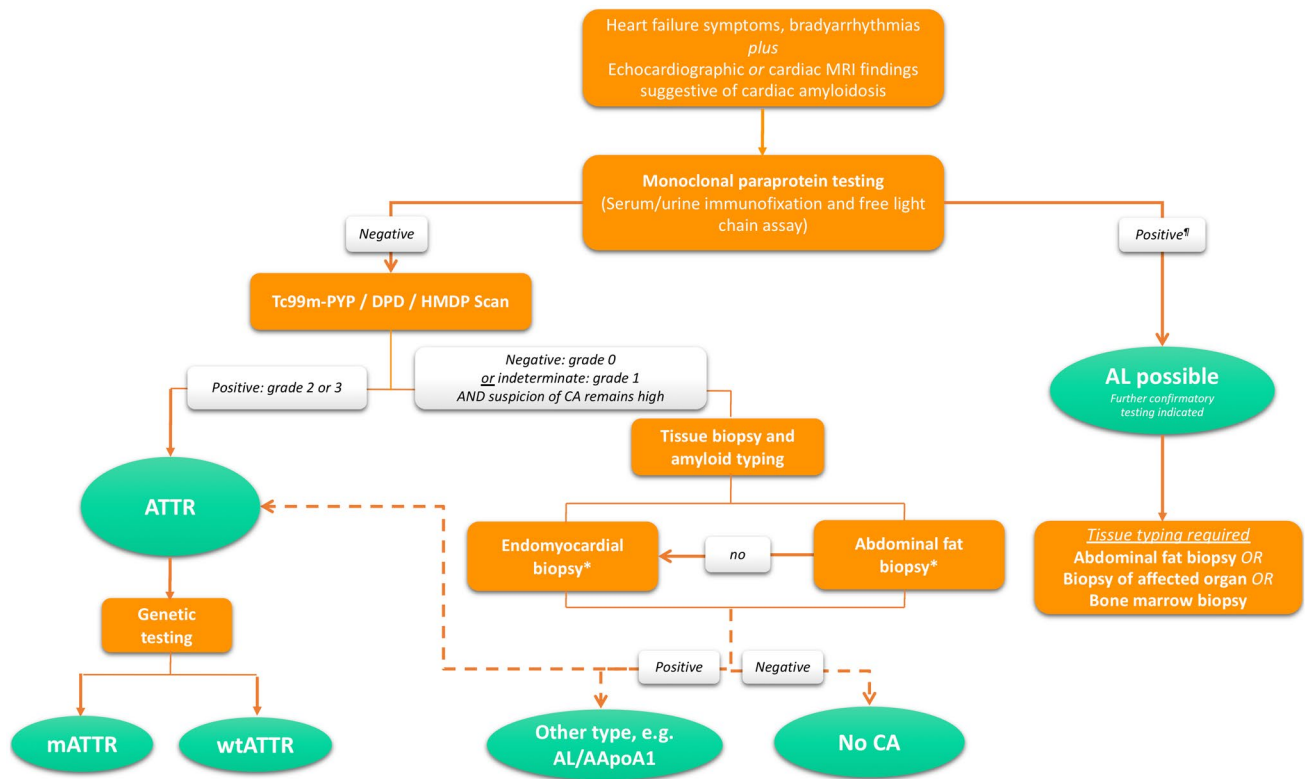 Heart failure symptoms, bradyarrhythmias
plus
Echocardiographic or cardiac MRI findings
suggestive of cardiac amyloidosis
Monoclonal paraprotein testing
(Serum/urine immunofixation and free light
chain assay)
Negative
Positive¶
Tc99m-PYP / DPD / HMDP Scan
Positive: grade 2 or 3
Negative: grade 0
or indeterminate: grade 1
AND suspicion of CA remains high
AL possible
Further confirmatory
testing indicated
Tissue biopsy and
amyloid typing
ATTR
Endomyocardial
biopsy*
no
Abdominal fat
biopsy*
Tissue typing required
Abdominal fat biopsy OR
Biopsy of affected organ OR
Bone marrow biopsy
Genetic
testing
Positive
Negative
mATTR
wtATTR
Other type, e.g.
AL/AApoA1
No CA